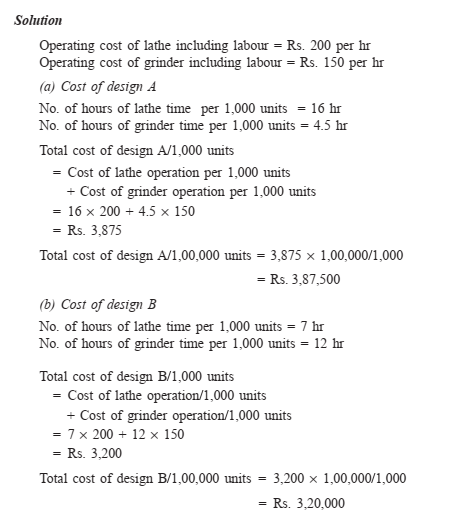 Solution
Operating cost of lathe including labour = Rs. 200 per hr
Operating cost of grinder including labour = Rs. 150 per hr
(a) Cost of design A
No. of hours of lathe time per 1,000 units = 16 hr
No. of hours of grinder time per 1,000 units = 4.5 hr
Total cost of design A/1,000 units
= Cost of lathe operation per 1,000 units
+ Cost of grinder operation per 1,000 units
= 16 × 200 + 4.5 × 150
= Rs. 3,875
Total cost of design A/1,00,000 units = 3,875 × 1,00,000/1,000
= Rs. 3,87,500
(b) Cost of design B
No. of hours of lathe time per 1,000 units = 7 hr
No. of hours of grinder time per 1,000 units = 12 hr
Total cost of design B/1,000 units
= Cost of lathe operation/1,000 units
+ Cost of grinder operation/1,000 units
= 7 × 200 + 12 × 150
= Rs. 3,200
Total cost of design B/1,00,000 units = 3,200 × 1,00,000/1,000
= Rs. 3,20,000